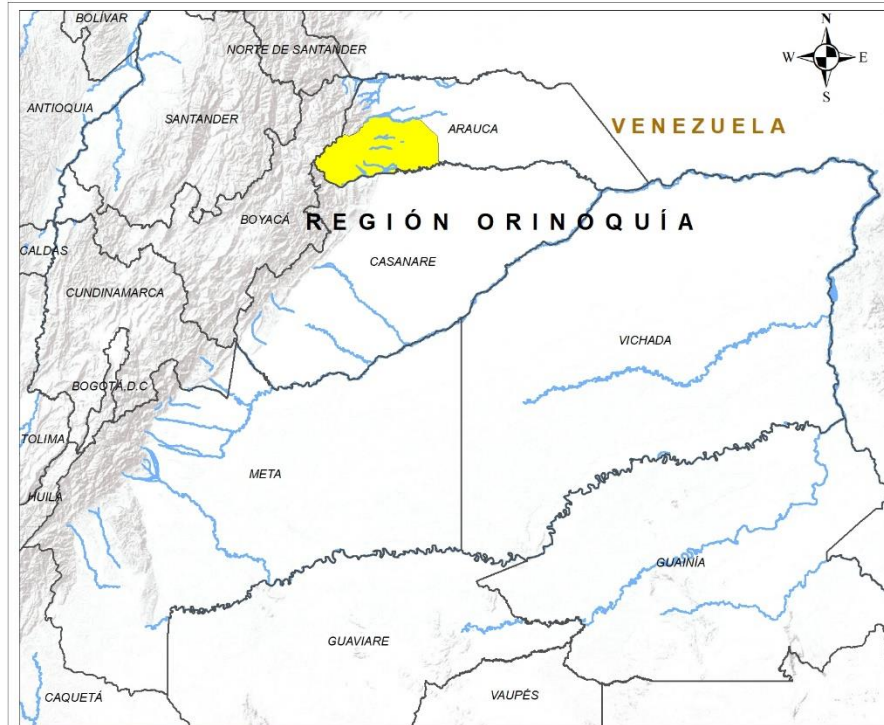 BOLÍVAR
N
NORTE DE SANTANDER
W
E
S
ANTIOQUIA
SANTANDER
ARAUCA
VENEZUELA
BOYACÁ
REGIÓN ORINOQUÍA
CALDAS
CASANARE
CUNDINAMARCA
VICHADA
BOGOTÁ, D.C
TOLIMA
META
HUILA
GUAINÍA
GUAVIARE
CAQUETÁ
VAUPÉS